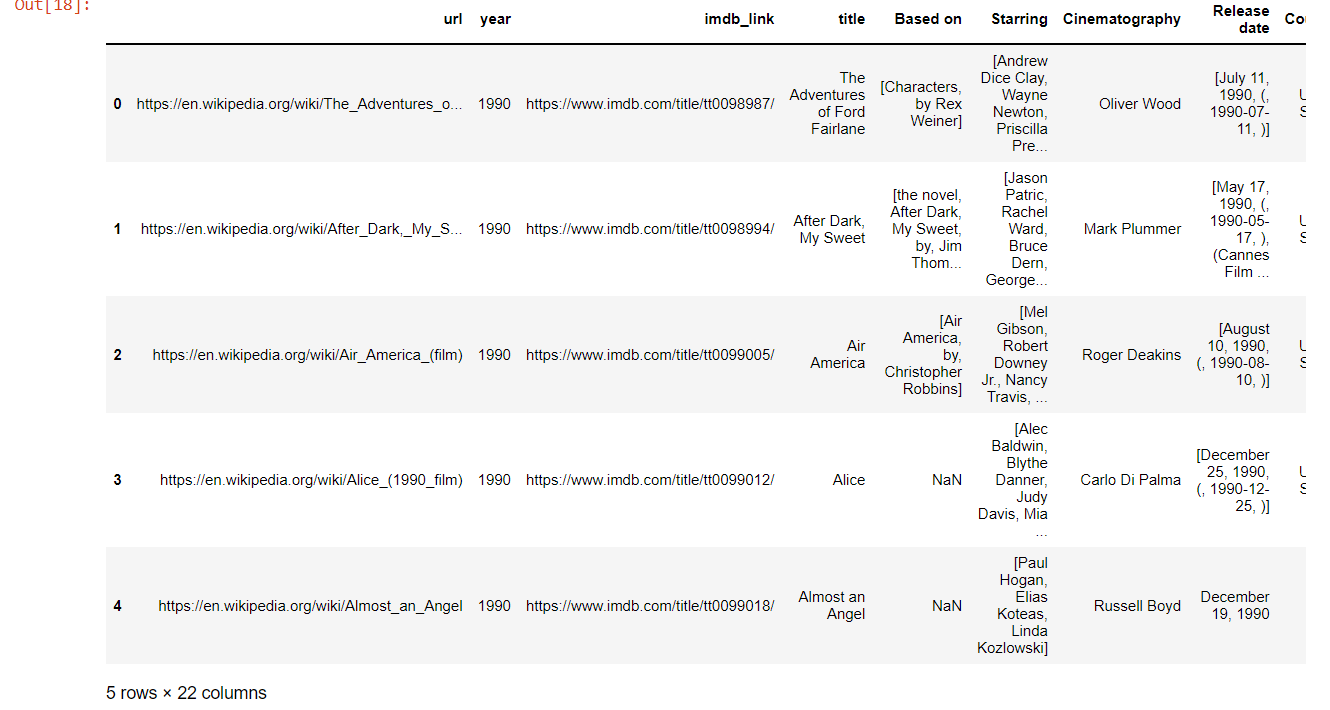 Out[18]:
url year imdb_link title Based on Starring Cinematography Release date Co
0 https://en.wikipedia.org/wiki/The_Adventures_o... 1990 https://www.imdb.com/title/tt0098987/ The Adventures of Ford Fairlane [Characters, by Rex Weiner] [Andrew Dice Clay, Wayne Newton, Priscilla Pre... Oliver Wood [July 11, 1990, (, 1990-07-11, )]
1 https://en.wikipedia.org/wiki/After_Dark,_My_S... 1990 https://www.imdb.com/title/tt0098994/ After Dark, My Sweet [the novel, After Dark, My Sweet, by, Jim Thom... [Jason Patric, Rachel Ward, Bruce Dern, George... Mark Plummer [May 17, 1990, (, 1990-05-17, ), (Cannes Film ...
2 https://en.wikipedia.org/wiki/Air_America_(film) 1990 https://www.imdb.com/title/tt0099005/ Air America [Air America, by, Christopher Robbins] [Mel Gibson, Robert Downey Jr., Nancy Travis, ... Roger Deakins [August 10, 1990, (, 1990-08-10, )]
3 https://en.wikipedia.org/wiki/Alice_(1990_film) 1990 https://www.imdb.com/title/tt0099012/ Alice NaN [Alec Baldwin, Blythe Danner, Judy Davis, Mia ... Carlo Di Palma [December 25, 1990, (, 1990-12-25, )]
4 https://en.wikipedia.org/wiki/Almost_an_Angel 1990 https://www.imdb.com/title/tt0099018/ Almost an Angel NaN [Paul Hogan, Elias Koteas, Linda Kozlowski] Russell Boyd December 19, 1990
5 rows × 22 columns